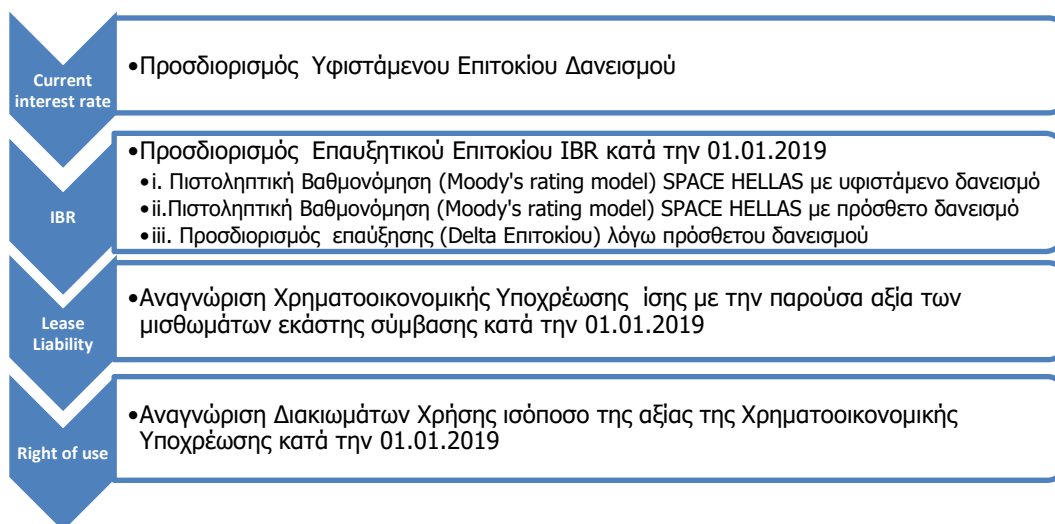 Current
interest rate
•Προσδιορισμός Υφιστάμενου Επιτοκίου Δανεισμού
IBR
•Προσδιορισμός Επαυξητικού Επιτοκίου IBR κατά την 01.01.2019
•i. Πιστοληπτική Βαθμονόμηση (Moody's rating model) SPACE HELLAS με υφιστάμενο δανεισμό
•ii.Πιστοληπτική Βαθμονόμηση (Moody's rating model) SPACE HELLAS με πρόσθετο δανεισμό
•iii. Προσδιορισμός επαύξησης (Delta Επιτοκίου) λόγω πρόσθετου δανεισμού
Lease
Liability
•Αναγνώριση Χρηματοοικονομικής Υποχρέωσης ίσης με την παρούσα αξία των
μισθωμάτων εκάστης σύμβασης κατά την 01.01.2019
Right of use
•Αναγνώριση Διακιωμάτων Χρήσης ισόποσο της αξίας της Χρηματοοικονομικής
Υποχρέωσης κατά την 01.01.2019